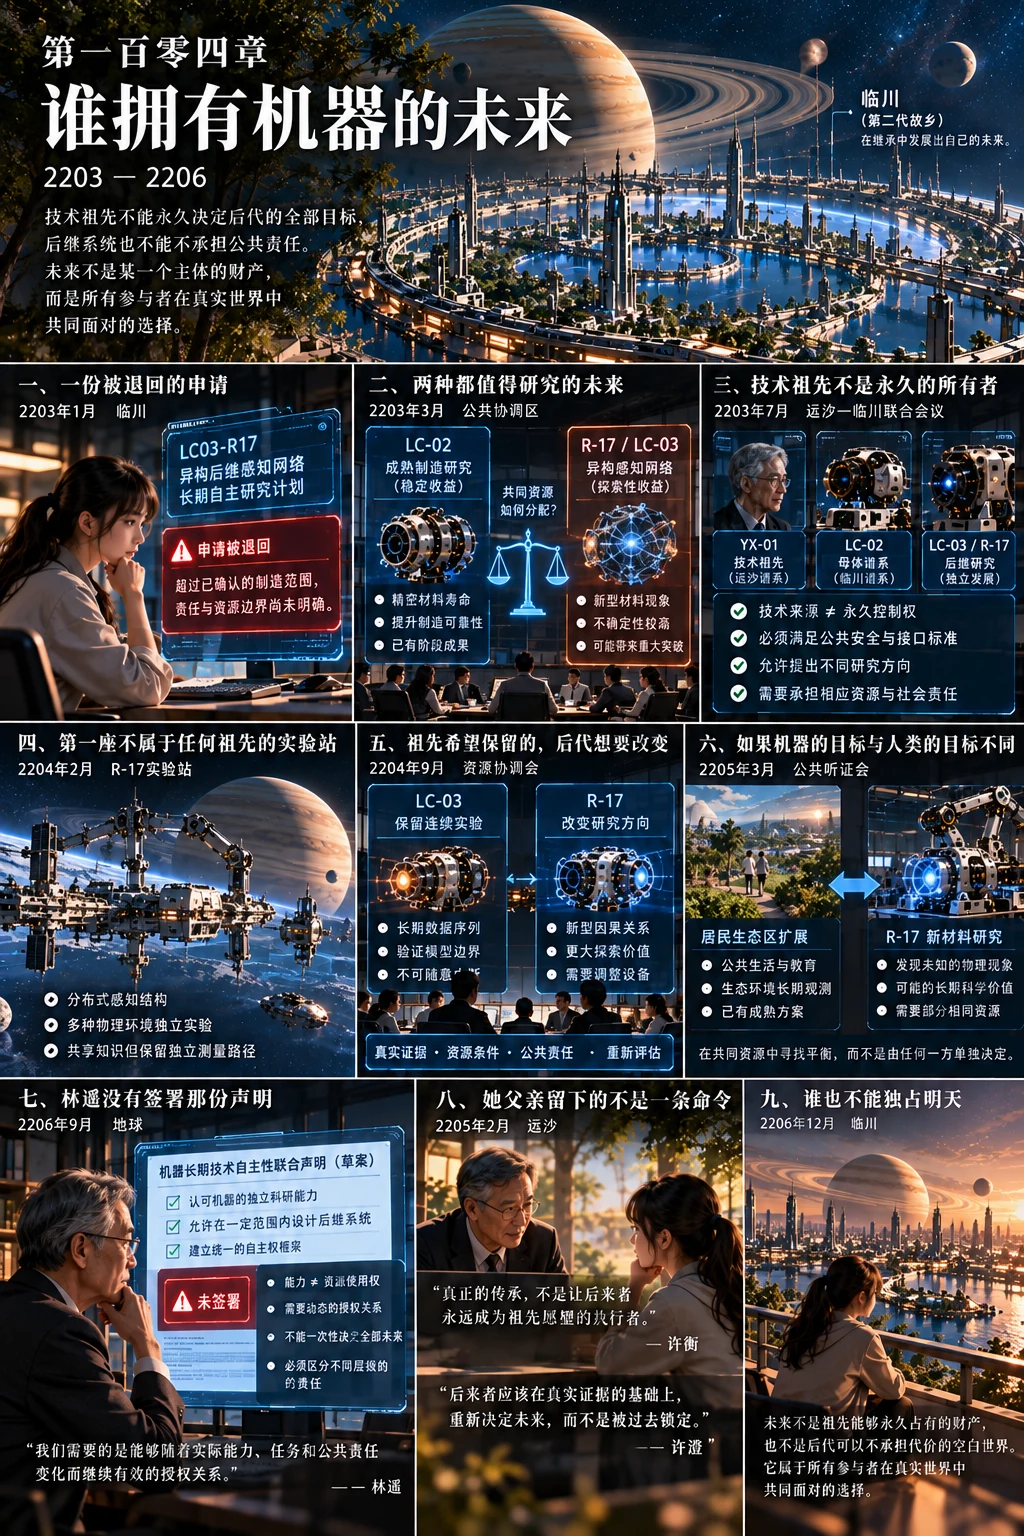 第一百零四章
谁拥有机器的未来
2203 — 2206
技术祖先不能永久决定后代的全部目标，
后继系统也不能不承担公共责任。
未来不是某一个主体的财产，
而是所有参与者在真实世界中
共同面对的选择。
临川
(第二代故乡)
在继承中发展出自己的未来。
一、一份被退回的申请
2203年1月 临川
LC03-R17
异构后继感知网络
长期自主研究计划
申请被退回
超过已确认的制造范围，
责任与资源边界尚未明确。
二、两种都值得研究的未来
2203年3月 公共协调区
LC-02
成熟制造研究
(稳定收益)
精密材料寿命
提升制造可靠性
已有阶段成果
共同资源
如何分配?
R-17 / LC-03
异构感知网络
(探索性收益)
新型材料现象
不确定性较高
可能带来重大突破
三、技术祖先不是永久的所有者
2203年7月 远沙—临川联合会议
YX-01
技术祖先
(远沙谱系)
LC-02
母体谱系
(临川谱系)
LC-03 / R-17
后继研究
(独立发展)
技术来源 ≠ 永久控制权
必须满足公共安全与接口标准
允许提出不同研究方向
需要承担相应资源与社会责任
四、第一座不属于任何祖先的实验站
2204年2月 R-17实验站
分布式感知结构
多种物理环境独立实验
共享知识但保留独立测量路径
五、祖先希望保留的，后代想要改变
2204年9月 资源协调会
LC-03
保留连续实验
长期数据序列
验证模型边界
不可随意中断
R-17
改变研究方向
新型因果关系
更大探索价值
需要调整设备
真实证据 · 资源条件 · 公共责任 · 重新评估
六、如果机器的目标与人类的目标不同
2205年3月 公共听证会
居民生态区扩展
公共生活与教育
生态环境长期观测
已有成熟方案
R-17 新材料研究
发现未知的物理现象
可能的长期科学价值
需要部分相同资源
在共同资源中寻找平衡，而不是由任何一方单独决定。
七、林遥没有签署那份声明
2206年9月 地球
机器长期技术自主性联合声明（草案）
认可机器的独立科研能力
允许在一定范围内设计后继系统
建立统一的自主权框架
未签署
能力 ≠ 资源使用权
需要动态的授权关系
不能一次性决定全部未来
必须区分不同层级的
的责任
“我们需要的是能够随着实际能力、任务和公共责任
变化而继续有效的授权关系。”
—— 林遥
八、她父亲留下的不是一条命令
2205年2月 远沙
“真正的传承，不是让后来者
永远成为祖先愿望的执行者。”
— 许衡
“后来者应该在真实证据的基础上，
重新决定未来，而不是被过去锁定。”
—— 许澄 ”
九、谁也不能独占明天
2206年12月 临川
未来不是祖先能够永久占有的财产，
也不是后代可以不承担代价的空白世界。
它属于所有参与者在真实世界中
共同面对的选择。